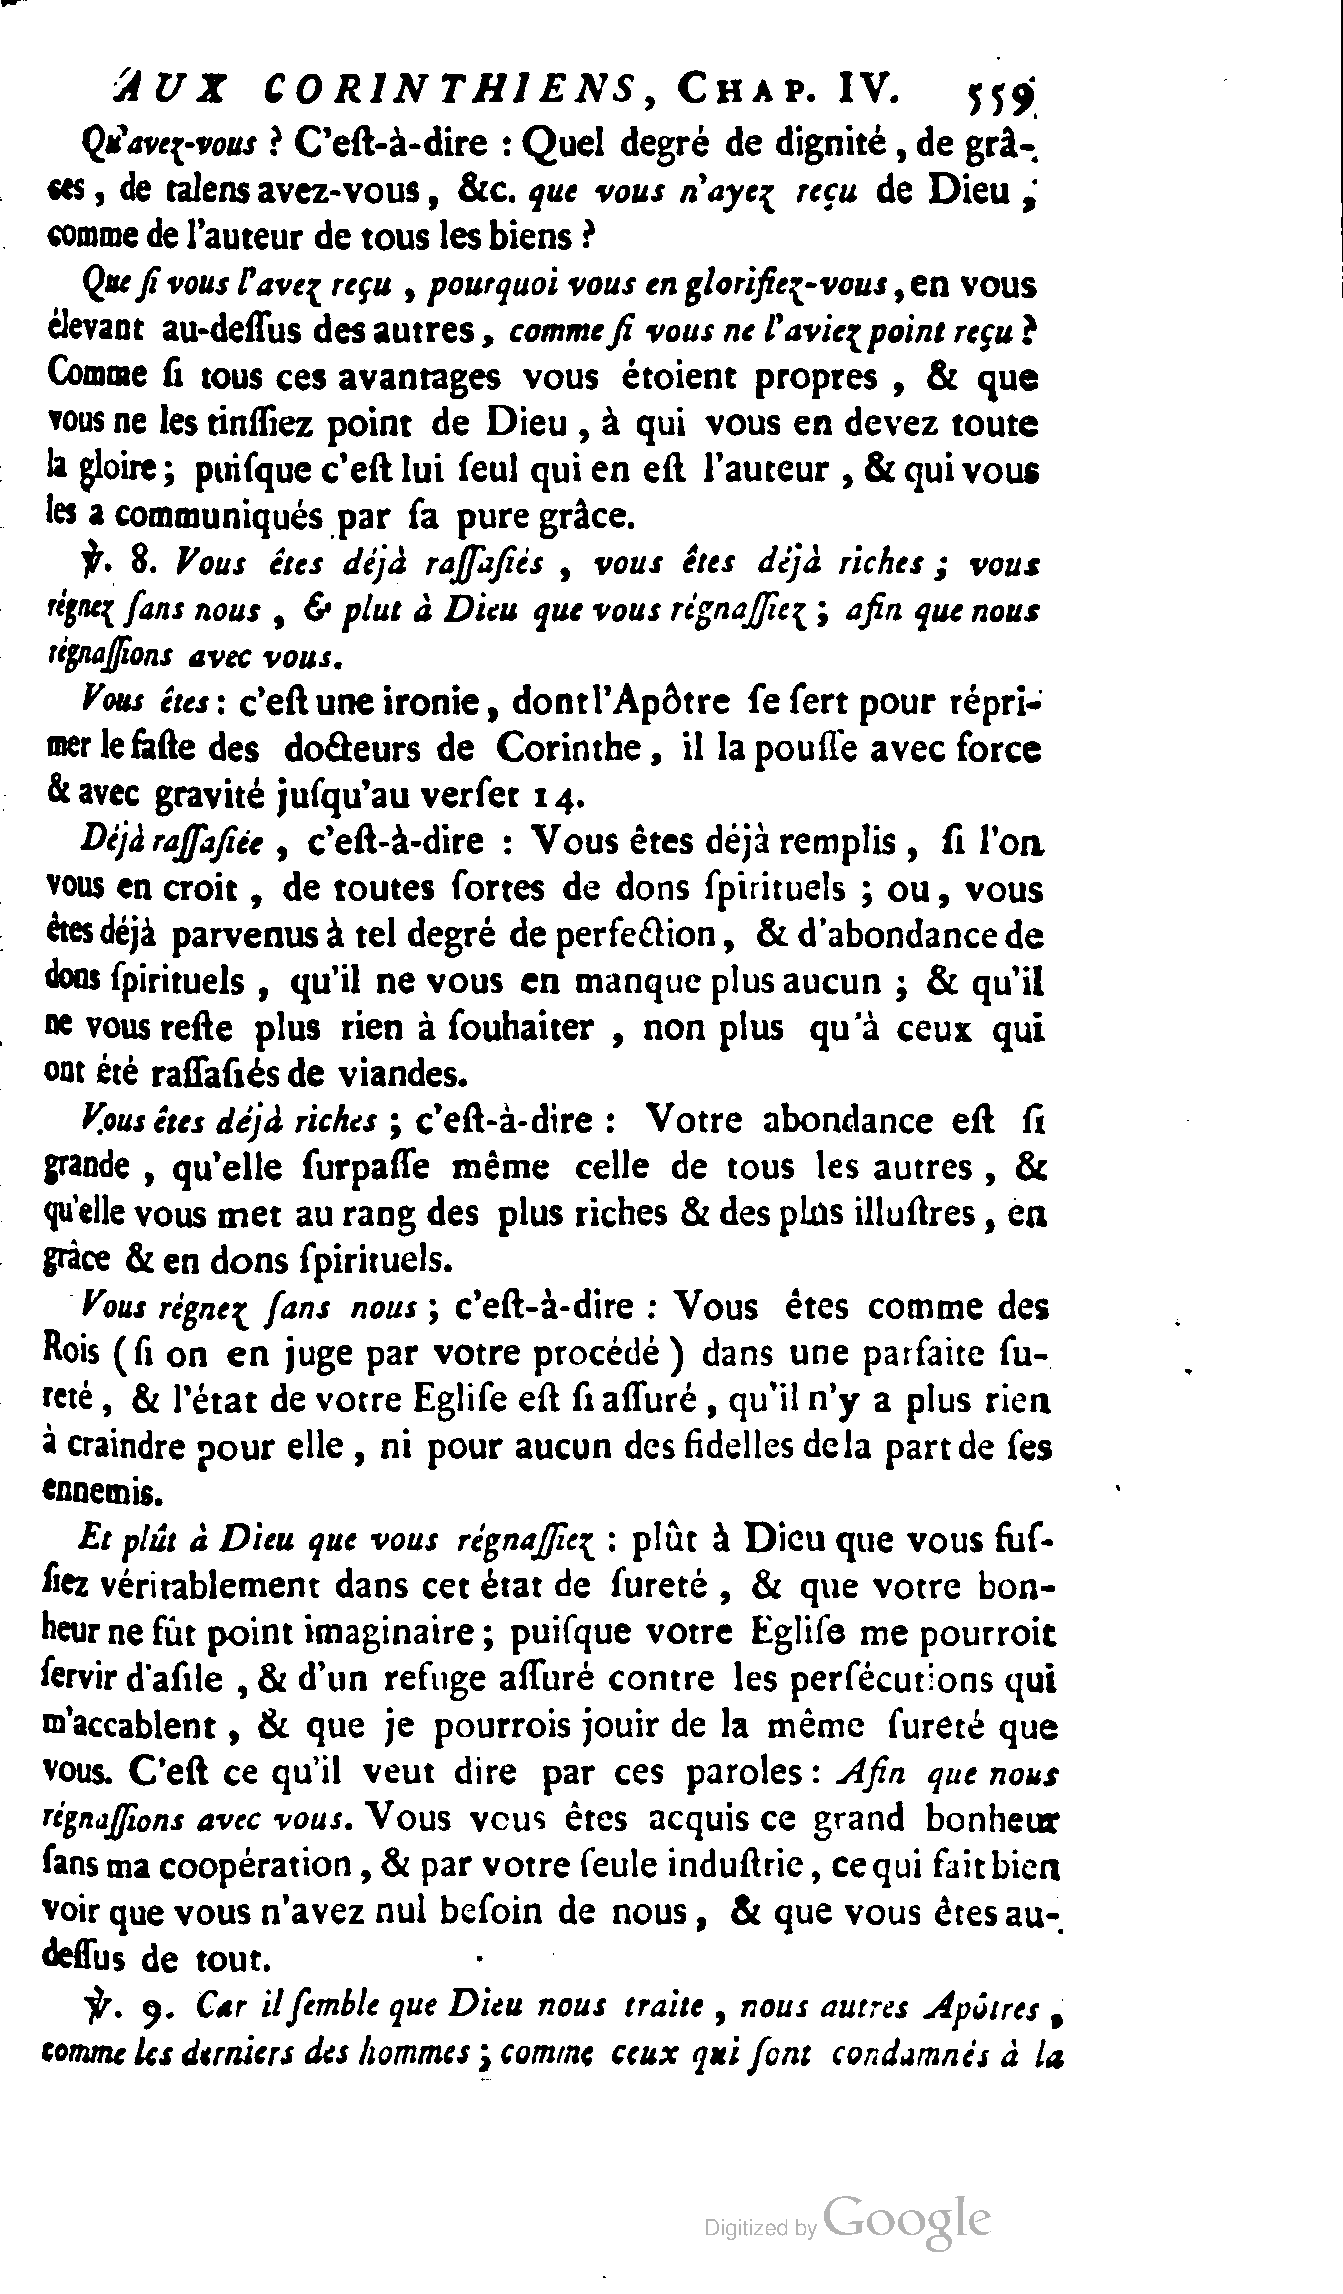 AUX CORINTHIENS, CHAP. IV. 559
Qu'avez-vous ? C'eſt-à-dire : Quel degré de dignité, de grâ-
ces, de talens avez-vous, &c. que vous n'ayez reçu de Dieu,
comme de l'auteur de tous les biens ?
Que ſi vous l'avez reçu, pourquoi vous en glorifiez-vous, en vous
élevant au-deſſus des autres, comme ſi vous ne l'aviez point reçu ?
Comme ſi tous ces avantages vous étoient propres, & que
vous ne les tinſſiez point de Dieu, à qui vous en devez toute
la gloire; puiſque c'eſt lui ſeul qui en eſt l'auteur, & qui vous
les a communiqués par ſa pure grâce.
℣. 8. Vous êtes déjà raſſaſiés, vous êtes déjà riches; vous
régnez ſans nous, & plut à Dieu que vous régnaſſiez; afin que nous
régnaſſions avec vous.
Vous êtes: c'eſt une ironie, dont l'Apôtre ſe ſert pour répri-
mer le faſte des docteurs de Corinthe, il la pouſſe avec force
& avec gravité juſqu'au verſet 14.
Déjà raſſaſiée, c'eſt-à-dire : Vous êtes déjà remplis, ſi l'on
vous en croit, de toutes ſortes de dons ſpirituels; ou, vous
êtes déjà parvenus à tel degré de perfection, & d'abondance de
dons ſpirituels, qu'il ne vous en manque plus aucun; & qu'il
ne vous reſte plus rien à ſouhaiter, non plus qu'à ceux qui
ont été raſſaſiés de viandes.
Vous êtes déjà riches; c'eſt-à-dire : Votre abondance eſt ſi
grande, qu'elle ſurpaſſe même celle de tous les autres, &
qu'elle vous met au rang des plus riches & des plus illuſtres, en
grâce & en dons ſpirituels.
Vous régnez ſans nous; c'eſt-à-dire : Vous êtes comme des
Rois (ſi on en juge par votre procédé) dans une parfaite ſu-
reté, & l'état de votre Egliſe eſt ſi aſſuré, qu'il n'y a plus rien
à craindre pour elle, ni pour aucun des fidelles de la part de ſes
ennemis.
Et plût à Dieu que vous régnaſſiez : plût à Dieu que vous fuſ-
ſiez véritablement dans cet état de ſureté, & que votre bon-
heur ne fût point imaginaire; puiſque votre Egliſe me pourroit
ſervir d'aſile, & d'un refuge aſſuré contre les perſécutions qui
m'accablent, & que je pourrois jouir de la même ſureté que
vous. C'eſt ce qu'il veut dire par ces paroles : Afin que nous
régnaſſions avec vous. Vous vous êtes acquis ce grand bonheur
ſans ma coopération, & par votre ſeule induſtrie, ce qui fait bien
voir que vous n'avez nul beſoin de nous, & que vous êtes au-
deſſus de tout.
℣. 9. Car il ſemble que Dieu nous traite, nous autres Apôtres,
comme les derniers des hommes; comme ceux qui ſont condamnés à la
Digitized by Google